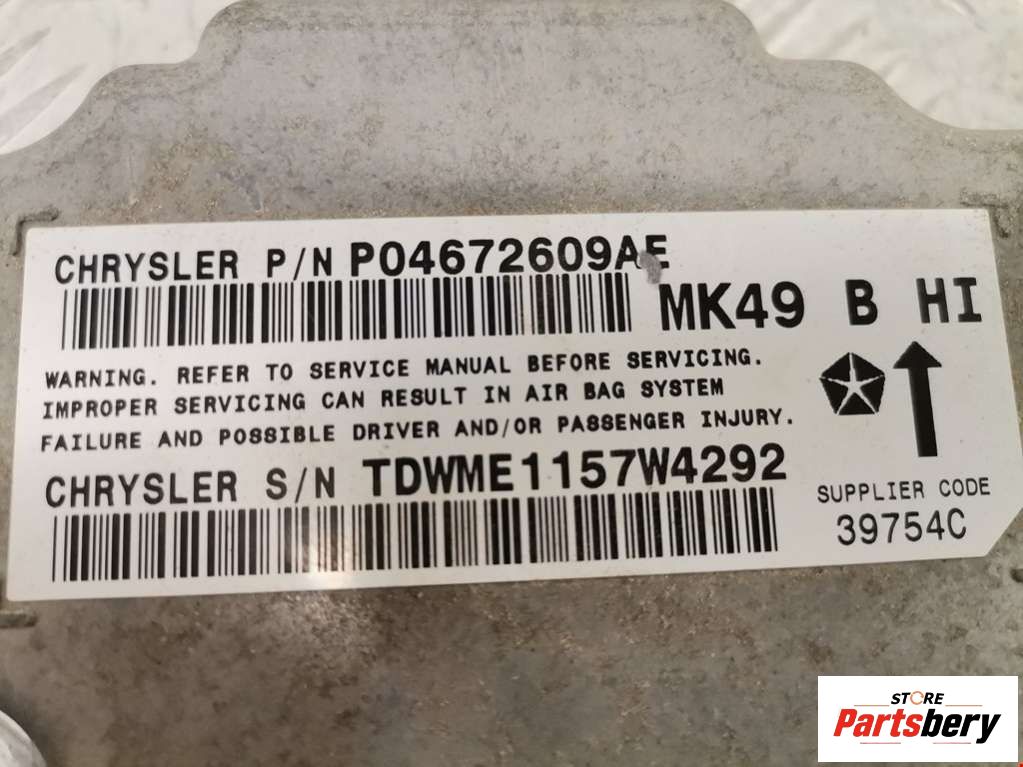 CHRYSLER P/N P04672609AE
MK49 B HI
WARNING. REFER TO SERVICE MANUAL BEFORE SERVICING.
IMPROPER SERVICING CAN RESULT IN AIR BAG SYSTEM
FAILURE AND POSSIBLE DRIVER AND/OR PASSENGER INJURY.
CHRYSLER S/N TDWME1157W4292
SUPPLIER CODE
39754C
STORE
Partsbery